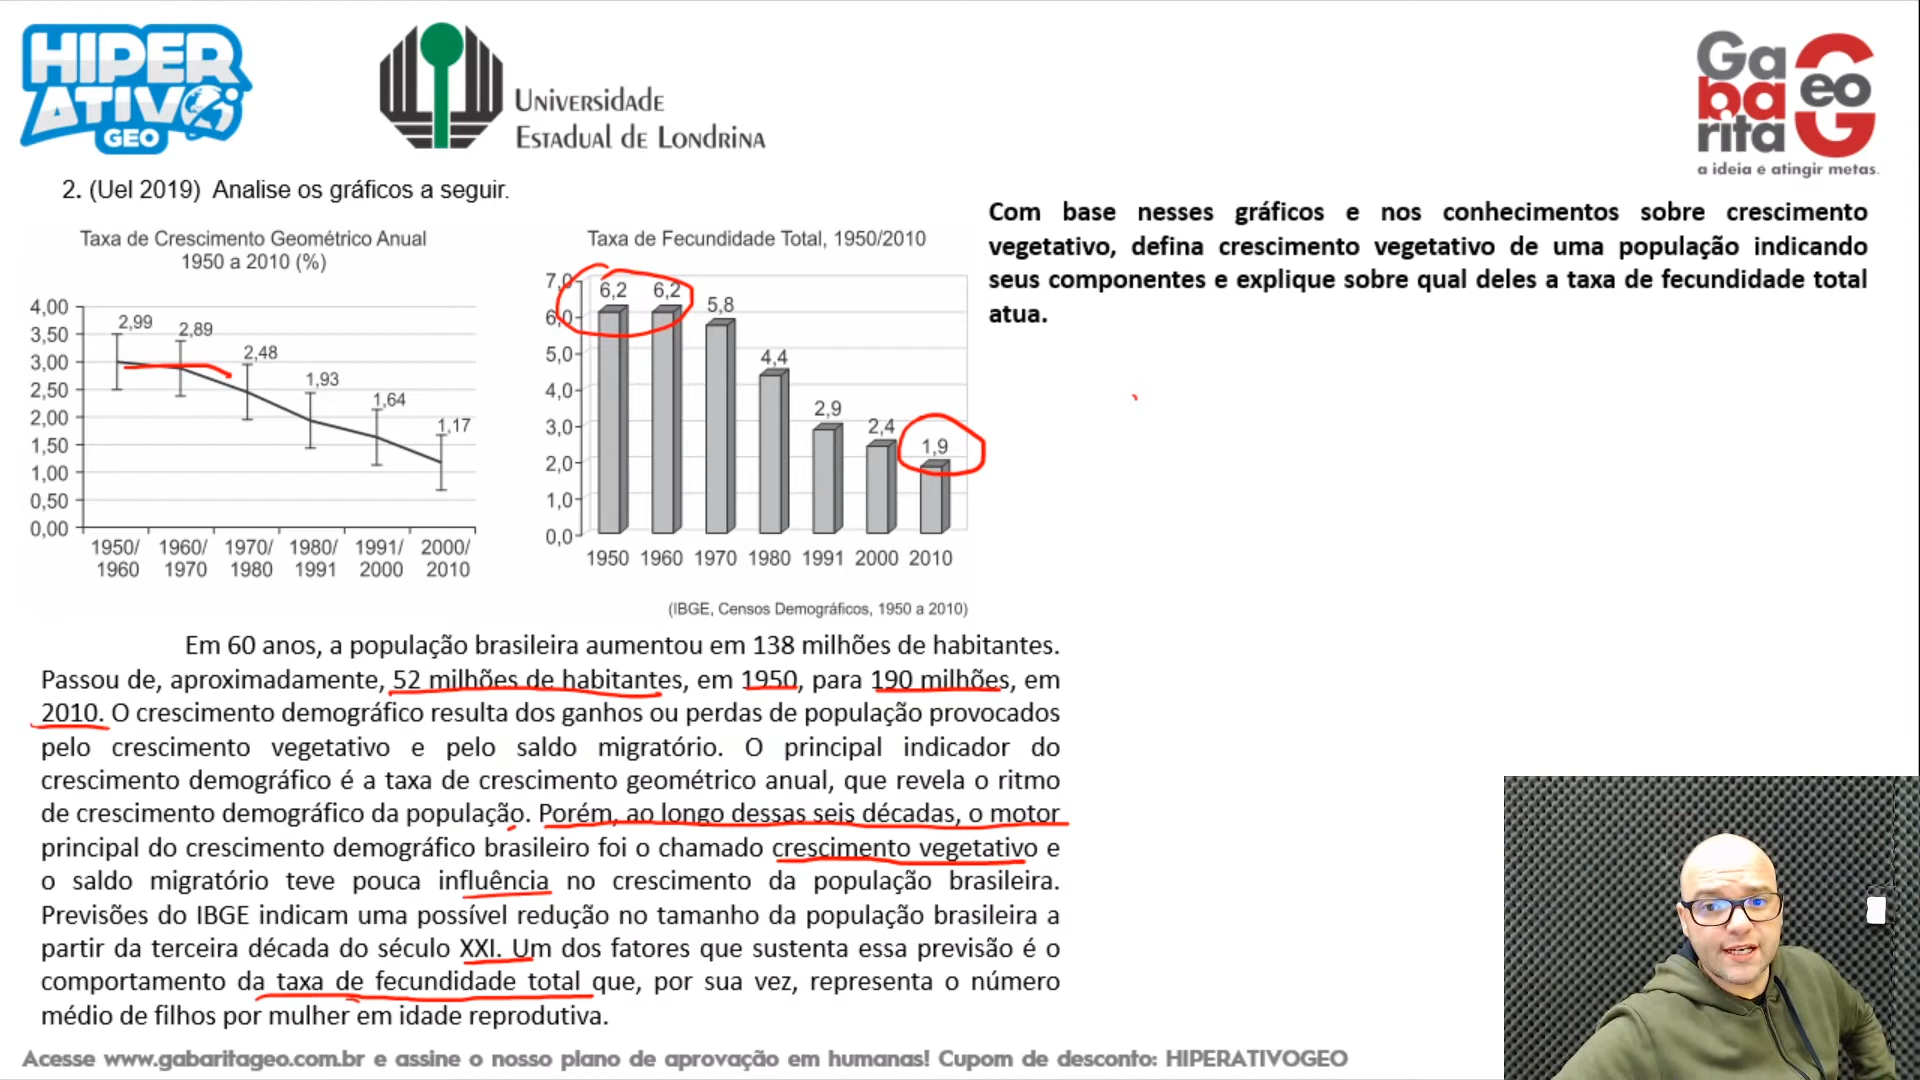 HIPER
ATIVO
GEO
UNIVERSIDADE
ESTADUAL DE LONDRINA
Ga
ba
rita
Geo
a ideia é atingir metas.
2. (Uel 2019) Analise os gráficos a seguir.
Taxa de Crescimento Geométrico Anual
1950 a 2010 (%)
4,00
3,50
3,00
2,50
2,00
1,50
1,00
0,50
0,00
2,99
2,89
2,48
1,93
1,64
1,17
1950/ 1960/ 1970/ 1980/ 1991/ 2000/
1960 1970 1980 1991 2000 2010
Taxa de Fecundidade Total, 1950/2010
7,0
6,0
5,0
4,0
3,0
2,0
1,0
0,0
6,2
6,2
5,8
4,4
2,9
2,4
1,9
1950 1960 1970 1980 1991 2000 2010
(IBGE, Censos Demográficos, 1950 a 2010)
Com base nesses gráficos e nos conhecimentos sobre crescimento
vegetativo, defina crescimento vegetativo de uma população indicando
seus componentes e explique sobre qual deles a taxa de fecundidade total
atua.
Em 60 anos, a população brasileira aumentou em 138 milhões de habitantes.
Passou de, aproximadamente, 52 milhões de habitantes, em 1950, para 190 milhões, em
2010. O crescimento demográfico resulta dos ganhos ou perdas de população provocados
pelo crescimento vegetativo e pelo saldo migratório. O principal indicador do
crescimento demográfico é a taxa de crescimento geométrico anual, que revela o ritmo
de crescimento demográfico da população. Porém, ao longo dessas seis décadas, o motor
principal do crescimento demográfico brasileiro foi o chamado crescimento vegetativo e
o saldo migratório teve pouca influência no crescimento da população brasileira.
Previsões do IBGE indicam uma possível redução no tamanho da população brasileira a
partir da terceira década do século XXI. Um dos fatores que sustenta essa previsão é o
comportamento da taxa de fecundidade total que, por sua vez, representa o número
médio de filhos por mulher em idade reprodutiva.
Acesse www.gabaritageo.com.br e assine o nosso plano de aprovação em humanas! Cupom de desconto: HIPERATIVOGEO